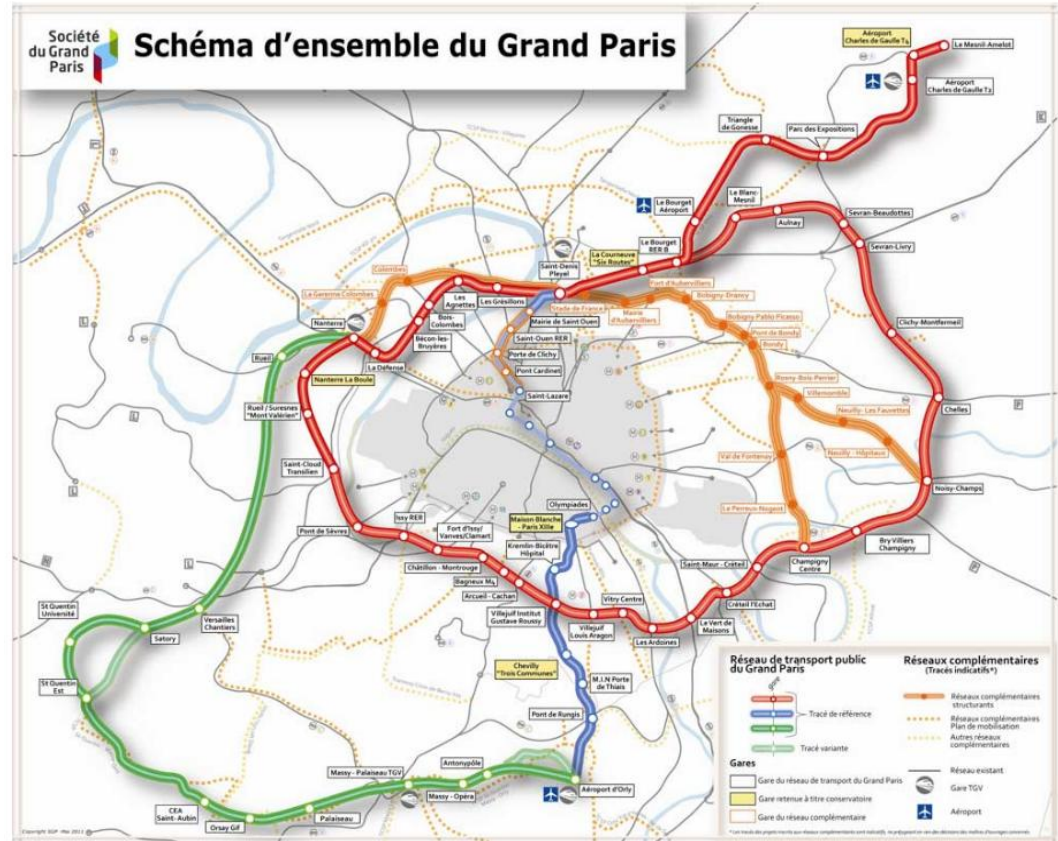 Société
du Grand
Paris
Schéma d'ensemble du Grand Paris
Aéroport
Charles de Gaulle T4
Le Mesnil-Amelot
Aéroport
Charles de Gaulle T2
Triangle
de Gonesse
Parc des Expositions
Le Bourget
Aéroport
Le Blanc-
Mesnil
Aulnay
Sevran-Beaudottes
Sevran-Livry
Le Bourget
RER B
La Courneuve
"Six Routes"
Saint-Denis
Pleyel
Colombes
La Garenne Colombes
Les
Agnettes
Les Grésillons
Stade de France
Fort d'Aubervilliers
Mairie
d'Aubervilliers
Bobigny-Drancy
Bobigny Pablo Picasso
Pont de Bondy
Bondy
Clichy-Montfermeil
Nanterre
Bois-
Colombes
Bécon-les-
Bruyères
La Défense
Mairie de Saint Ouen
Saint-Ouen RER
Porte de Clichy
Pont Cardinet
Saint-Lazare
Rueil
Nanterre La Boule
Rueil / Suresnes
"Mont Valérien"
Rosny-Bois-Perrier
Villemomble
Neuilly- Les Fauvettes
Neuilly - Hôpitaux
Chelles
Noisy-Champs
Val de Fontenay
Le Perreux Nogent
Saint-Cloud
Transilien
Pont de Sèvres
Issy RER
Fort d'Issy/
Vanves/Clamart
Châtillon - Montrouge
Bagneux M4
Arcueil - Cachan
Olympiades
Maison-Blanche -
Paris XIIIe
Kremlin-Bicêtre
Hôpital
Villejuif Institut
Gustave Roussy
Villejuif
Louis Aragon
Vitry Centre
Les Ardoines
Le Vert de
Maisons
Créteil l'Echat
Saint-Maur - Créteil
Champigny
Centre
Bry Villiers
Champigny
St Quentin
Université
Satory
Versailles
Chantiers
St Quentin
Est
Chevilly
"Trois Communes"
M.I.N Porte
de Thiais
Pont de Rungis
Antonypôle
Massy - Palaiseau TGV
Massy - Opéra
Aéroport d'Orly
CEA
Saint-Aubin
Orsay Gif
Palaiseau
Réseau de transport public
du Grand Paris
gare
Tracé de référence
Tracé variante
Gares
Gare du réseau de transport du Grand Paris
Gare retenue à titre conservatoire
Gare du réseau complémentaire
Réseaux complémentaires
(Tracés indicatifs*)
Réseaux complémentaires
structurants
Réseaux complémentaires
Plan de mobilisation
Autres réseaux
complémentaires
Réseau existant
Gare TGV
Aéroport
Copyright SGP -Mai 2011